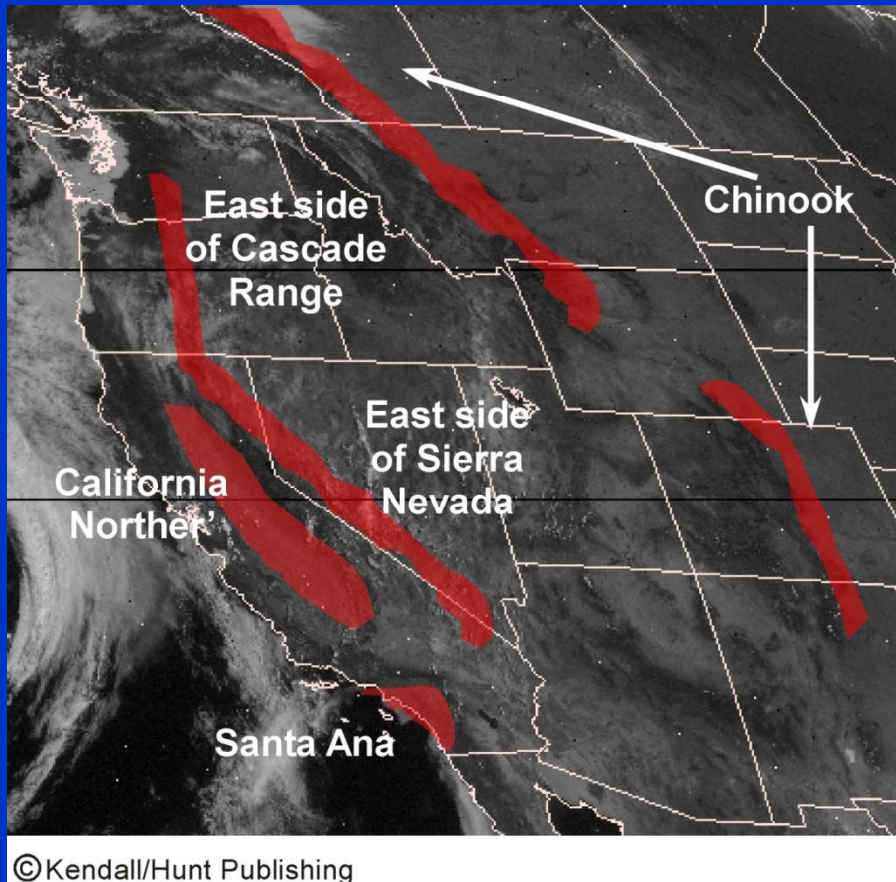 East side
of Cascade
Range
Chinook
East side
of Sierra
Nevada
California
Norther’
Santa Ana
©Kendall/Hunt Publishing